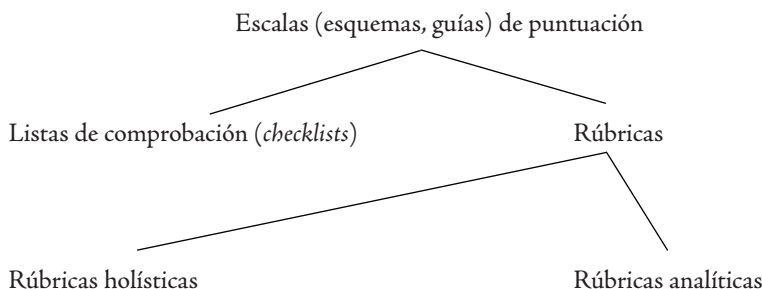 Escalas (esquemas, guías) de puntuación
Listas de comprobación (checklists)
Rúbricas
Rúbricas holísticas
Rúbricas analíticas